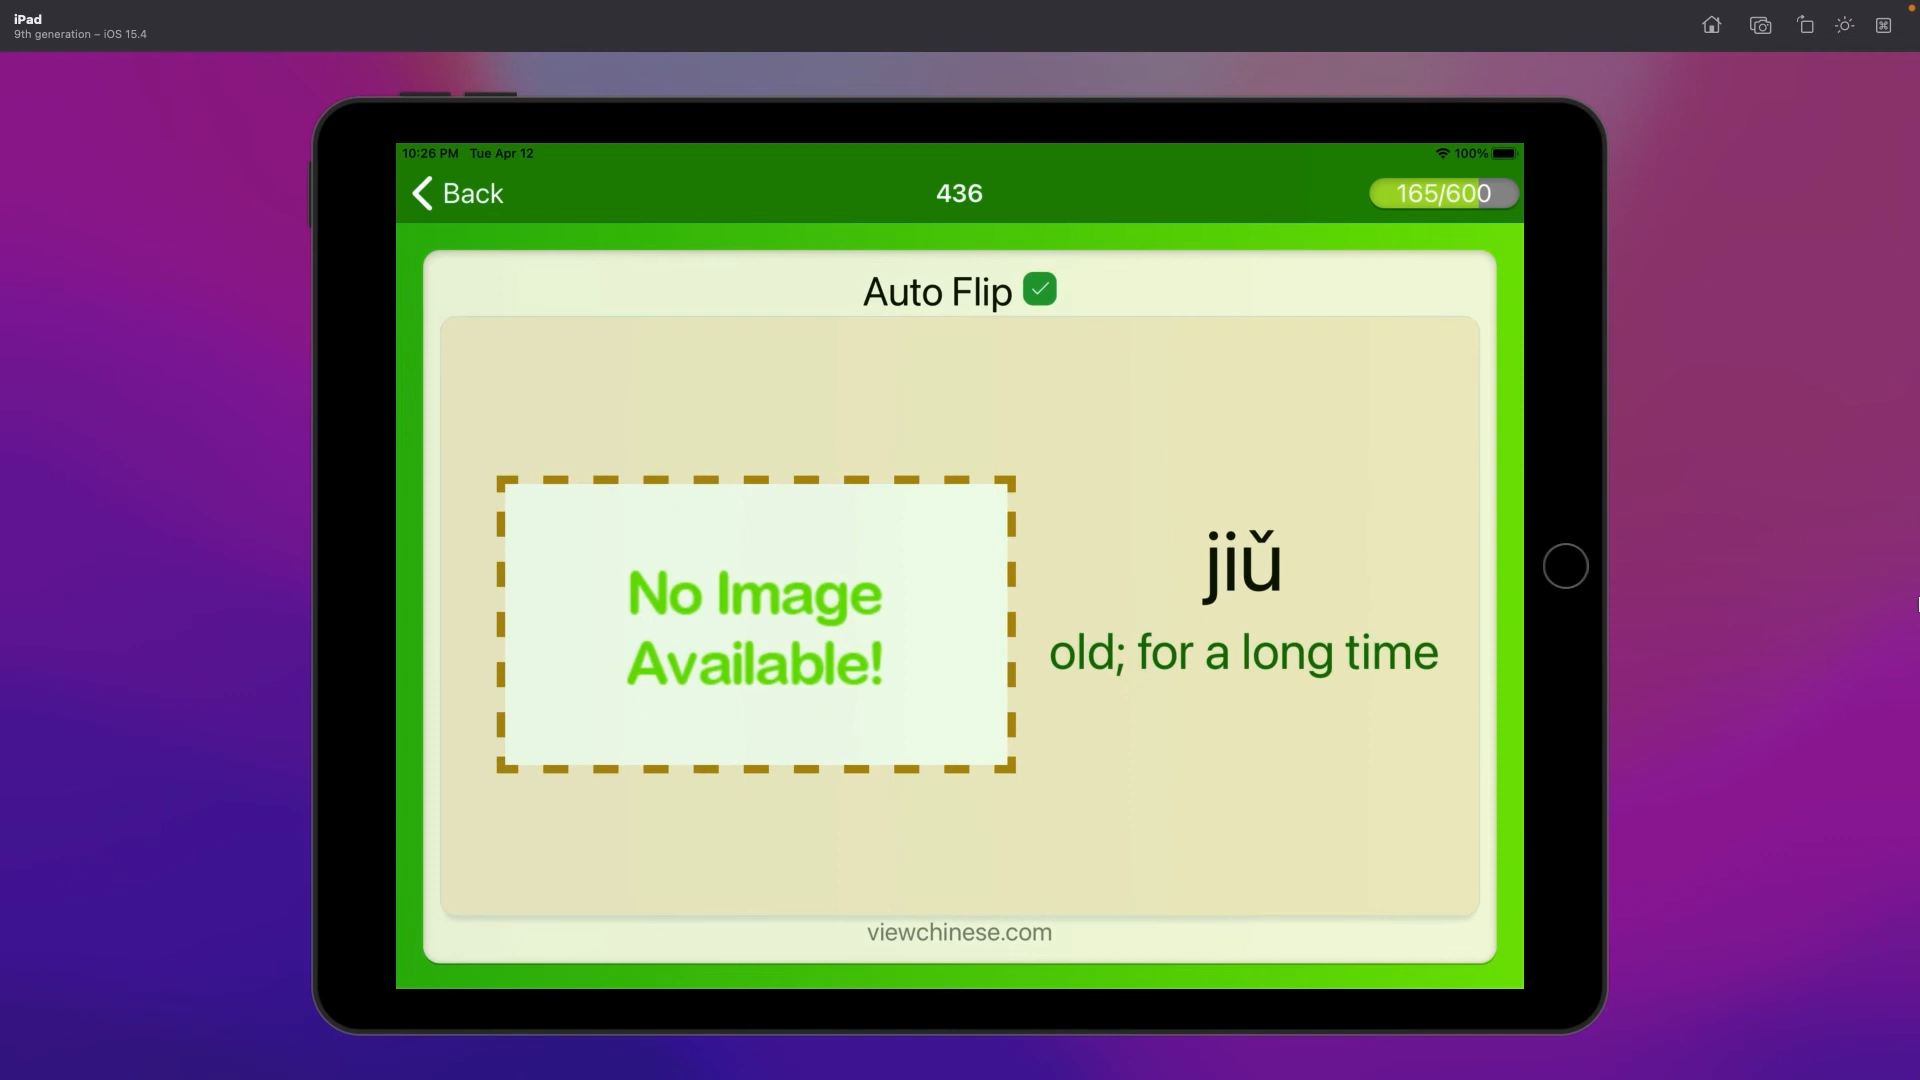 iPad
9th generation – iOS 15.4
10:26 PM Tue Apr 12
100%
Back
436
165/600
Auto Flip
No Image
Available!
jiǔ
old; for a long time
viewchinese.com